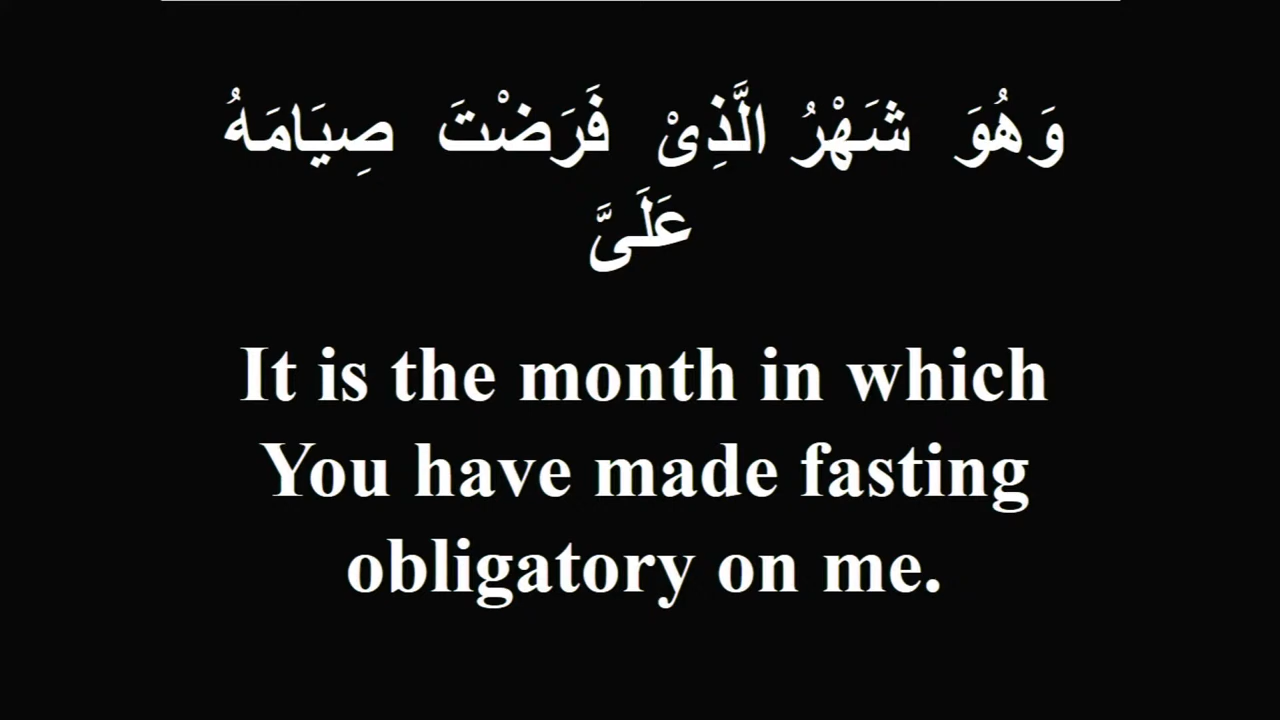 وَهُوَ شَهْرُ الَّذِىْ فَرَضْتَ صِيَامَهُ
عَلَىَّ
It is the month in which
You have made fasting
obligatory on me.